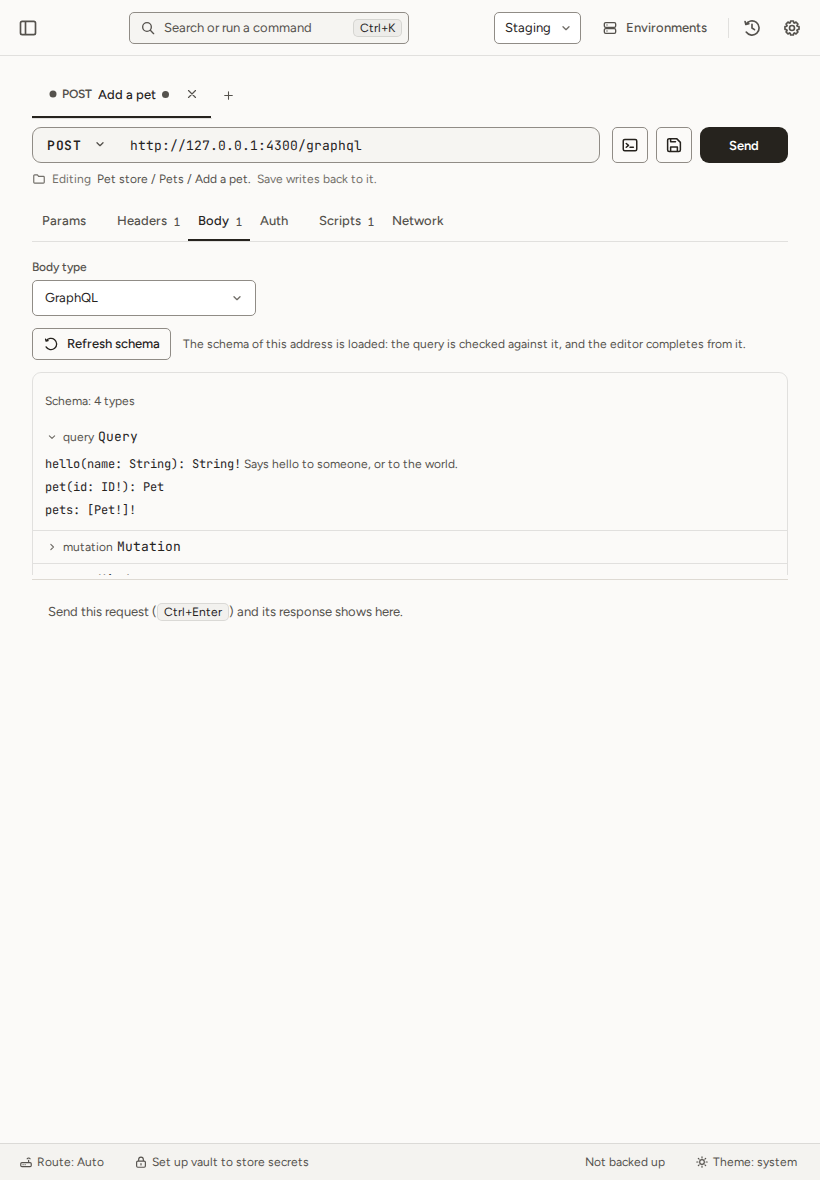 Search or run a command Ctrl+K Staging Environments
POST Add a pet
POST http://127.0.0.1:4300/graphql Send
Editing Pet store / Pets / Add a pet. Save writes back to it.
Params Headers 1 Body 1 Auth Scripts 1 Network
Body type
GraphQL
Refresh schema The schema of this address is loaded: the query is checked against it, and the editor completes from it.
Schema: 4 types
query Query
hello(name: String): String! Says hello to someone, or to the world.
pet(id: ID!): Pet
pets: [Pet!]!
mutation Mutation
Send this request (Ctrl+Enter) and its response shows here.
Route: Auto Set up vault to store secrets Not backed up Theme: system